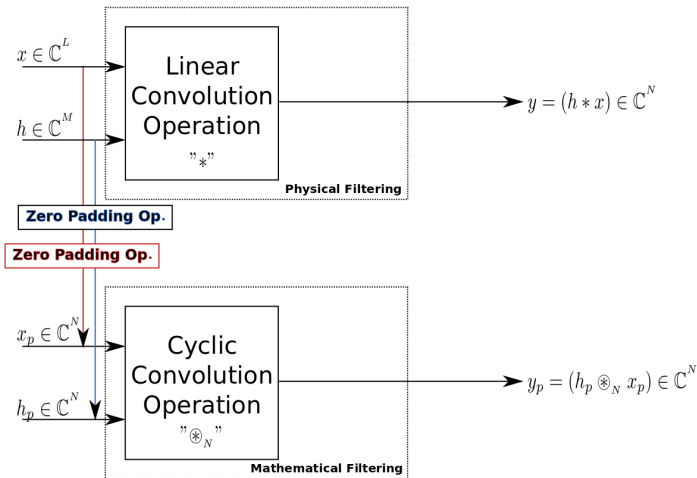 x ∈ ℂ^L
h ∈ ℂ^M
Linear
Convolution
Operation
"*"
Physical Filtering
y = (h * x) ∈ ℂ^N
Zero Padding Op.
Zero Padding Op.
x_p ∈ ℂ^N
h_p ∈ ℂ^N
Cyclic
Convolution
Operation
"⊛_N"
Mathematical Filtering
y_p = (h_p ⊛_N x_p) ∈ ℂ^N